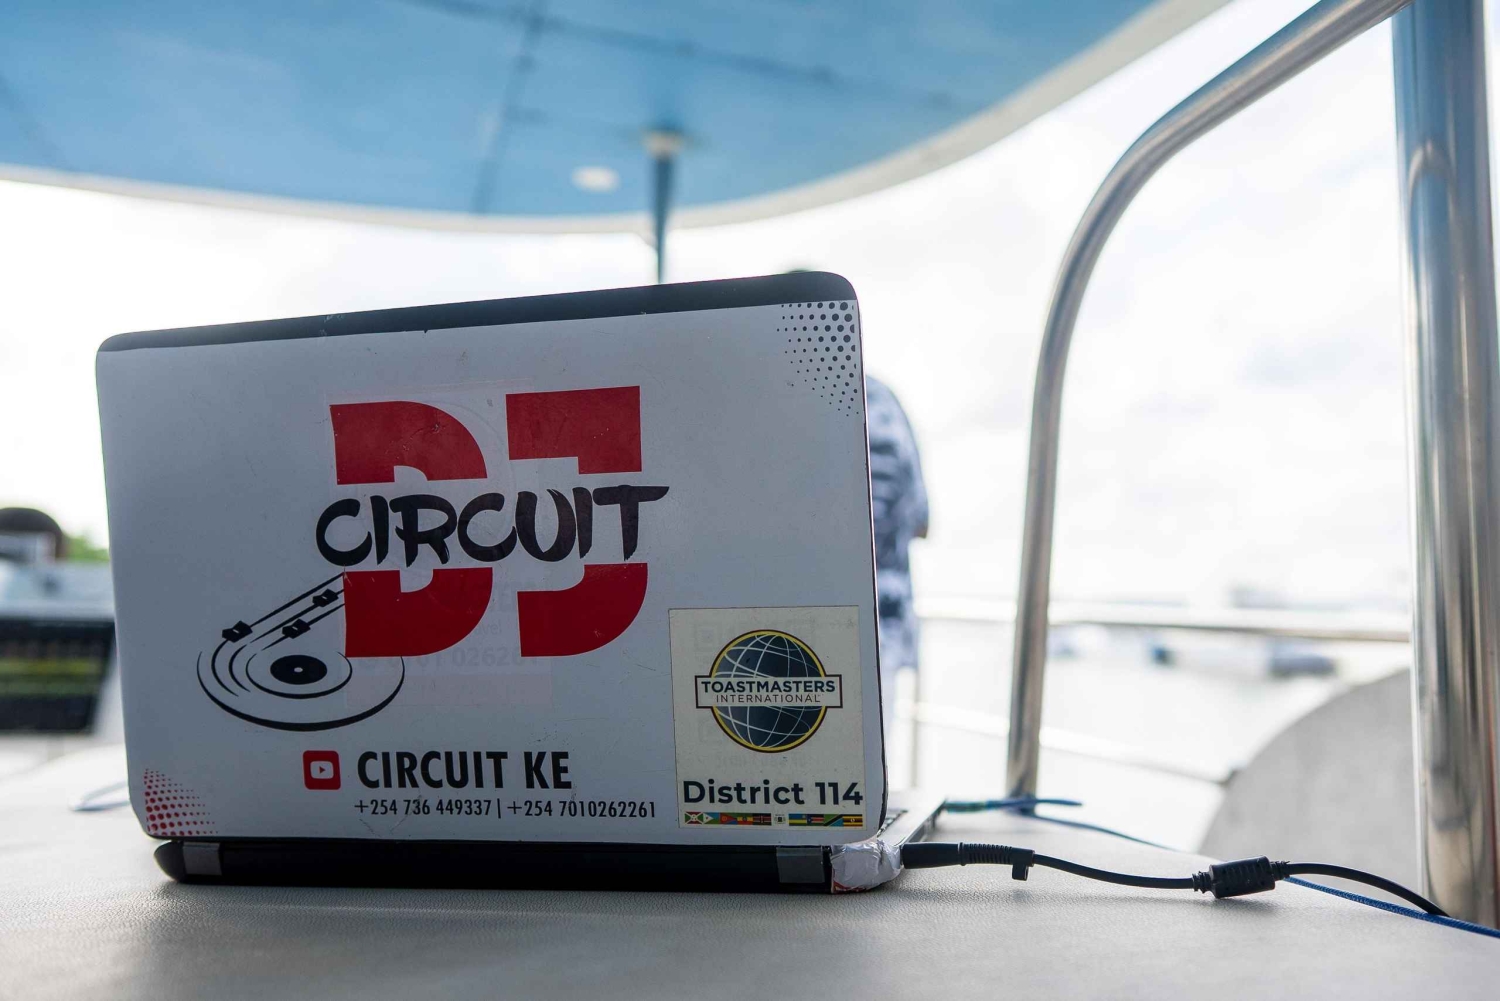 DJ
CIRCUIT
CIRCUIT KE
+254 736 449337 | +254 7010262261
TOASTMASTERS
INTERNATIONAL
District 114